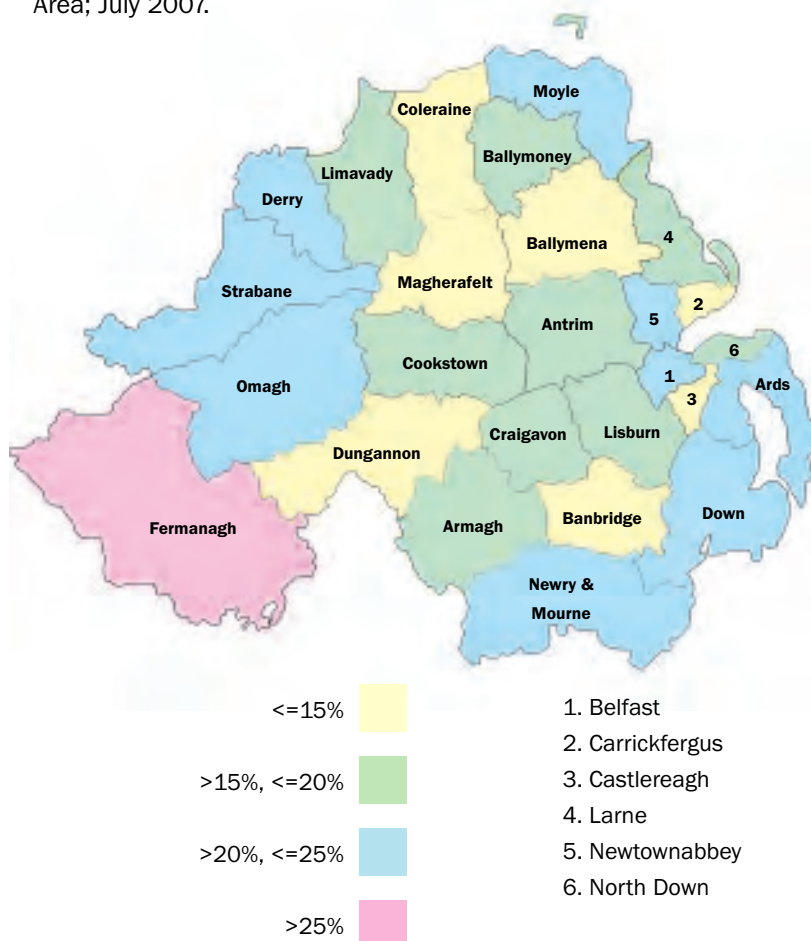 Area; July 2007.
Moyle
Coleraine
Ballymoney
Limavady
Derry
4
Ballymena
Magherafelt
Strabane
2
5
Antrim
6
Cookstown
1
Ards
Omagh
3
Craigavon
Lisburn
Dungannon
Down
Banbridge
Armagh
Fermanagh
Newry &
Mourne
<=15%
>15%, <=20%
>20%, <=25%
>25%
1. Belfast
2. Carrickfergus
3. Castlereagh
4. Larne
5. Newtownabbey
6. North Down